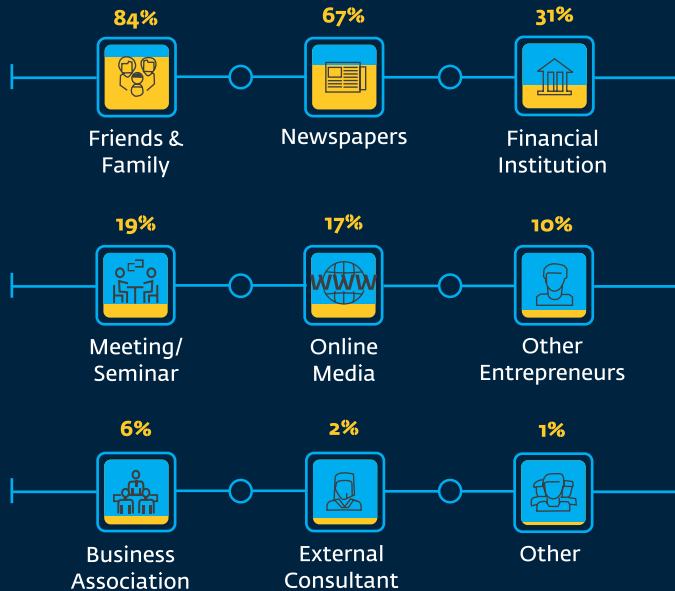 84% 67% 31%
Friends & Newspapers Financial
Family Institution
19% 17% 10%
WWW
Meeting/ Online Other
Seminar Media Entrepreneurs
6% 2% 1%
Business External Other
Association Consultant